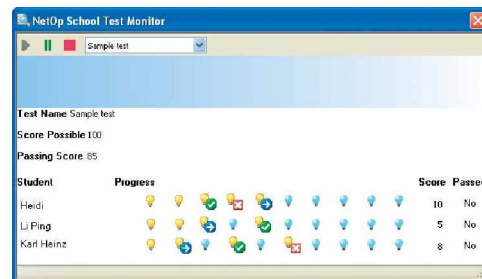 NetOp School Test Monitor
Sample test
Test Name Sample test
Score Possible 100
Passing Score 85
Student Progress Score Passed
Heidi 10 No
Li Ping 5 No
Karl Heinz 8 No